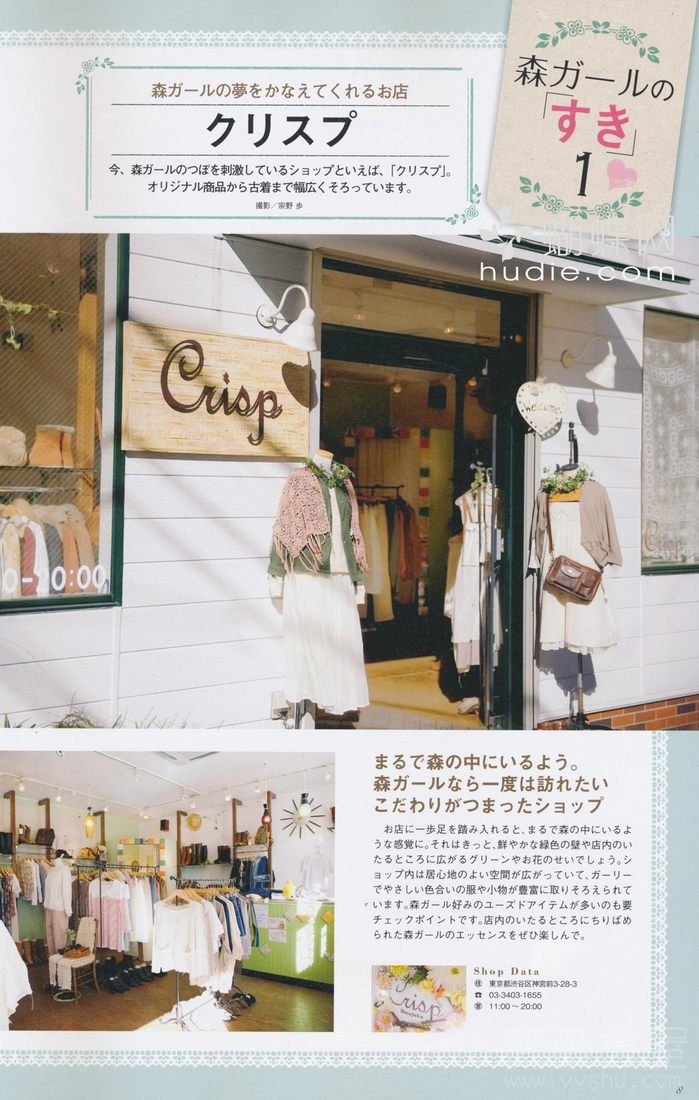 森ガールの
「すき」
1
森ガールの夢をかなえてくれるお店
クリスプ
今、森ガールのつぼを刺激しているショップといえば、「クリスプ」。
オリジナル商品から古着まで幅広くそろっています。
撮影／宗野 歩
蝴蝶网
hudie.com
Crisp
Welcome
0-20:00
Crisp
まるで森の中にいるよう。
森ガールなら一度は訪れたい
こだわりがつまったショップ
お店に一歩足を踏み入れると、まるで森の中にいるよ
うな感覚に。それはきっと、鮮やかな緑色の壁や店内のい
たるところに広がるグリーンやお花のせいでしょう。シ
ョップ内は居心地のよい空間が広がっていて、ガーリー
でやさしい色合いの服や小物が豊富に取りそろえられて
います。森ガール好みのユーズドアイテムが多いのも要
チェックポイントです。店内のいたるところにちりばめ
られた森ガールのエッセンスをぜひ楽しんで。
Crisp
Harajuku
Shop Data
住 東京都渋谷区神宮前3-28-3
☎ 03-3403-1655
営 11:00～20:00
www.vvshu.com
8